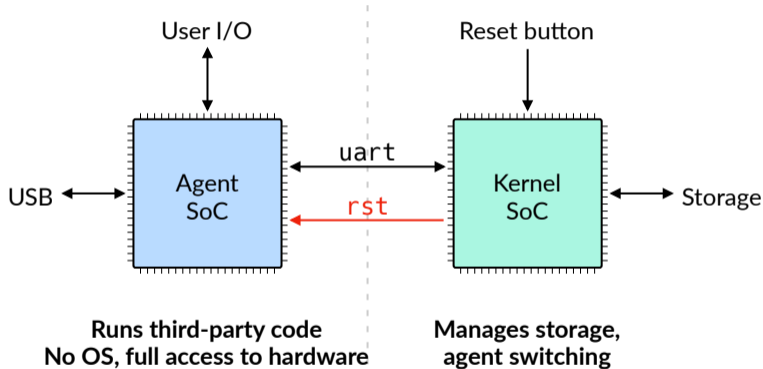 User I/O
Reset button
uart
Agent
SoC
Kernel
SoC
USB
rst
Storage
Runs third-party code
No OS, full access to hardware
Manages storage,
agent switching